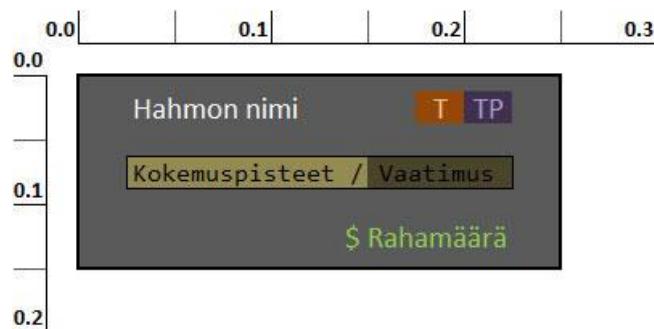 0.0 0.1 0.2 0.3
0.0
Hahmon nimi T TP
Kokemuspisteet / Vaatimus
0.1
$ Rahamäärä
0.2